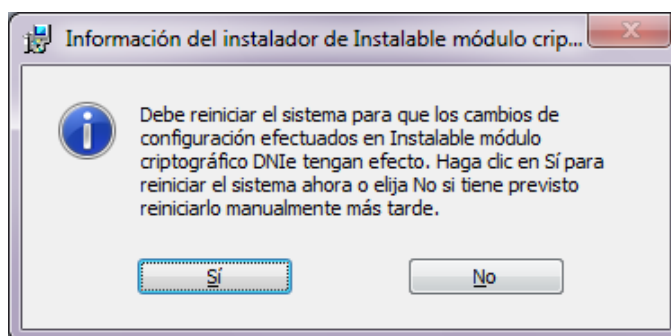 Información del instalador de Instalable módulo crip...
Debe reiniciar el sistema para que los cambios de
configuración efectuados en Instalable módulo
criptográfico DNIe tengan efecto. Haga clic en Sí para
reiniciar el sistema ahora o elija No si tiene previsto
reiniciarlo manualmente más tarde.
Sí
No